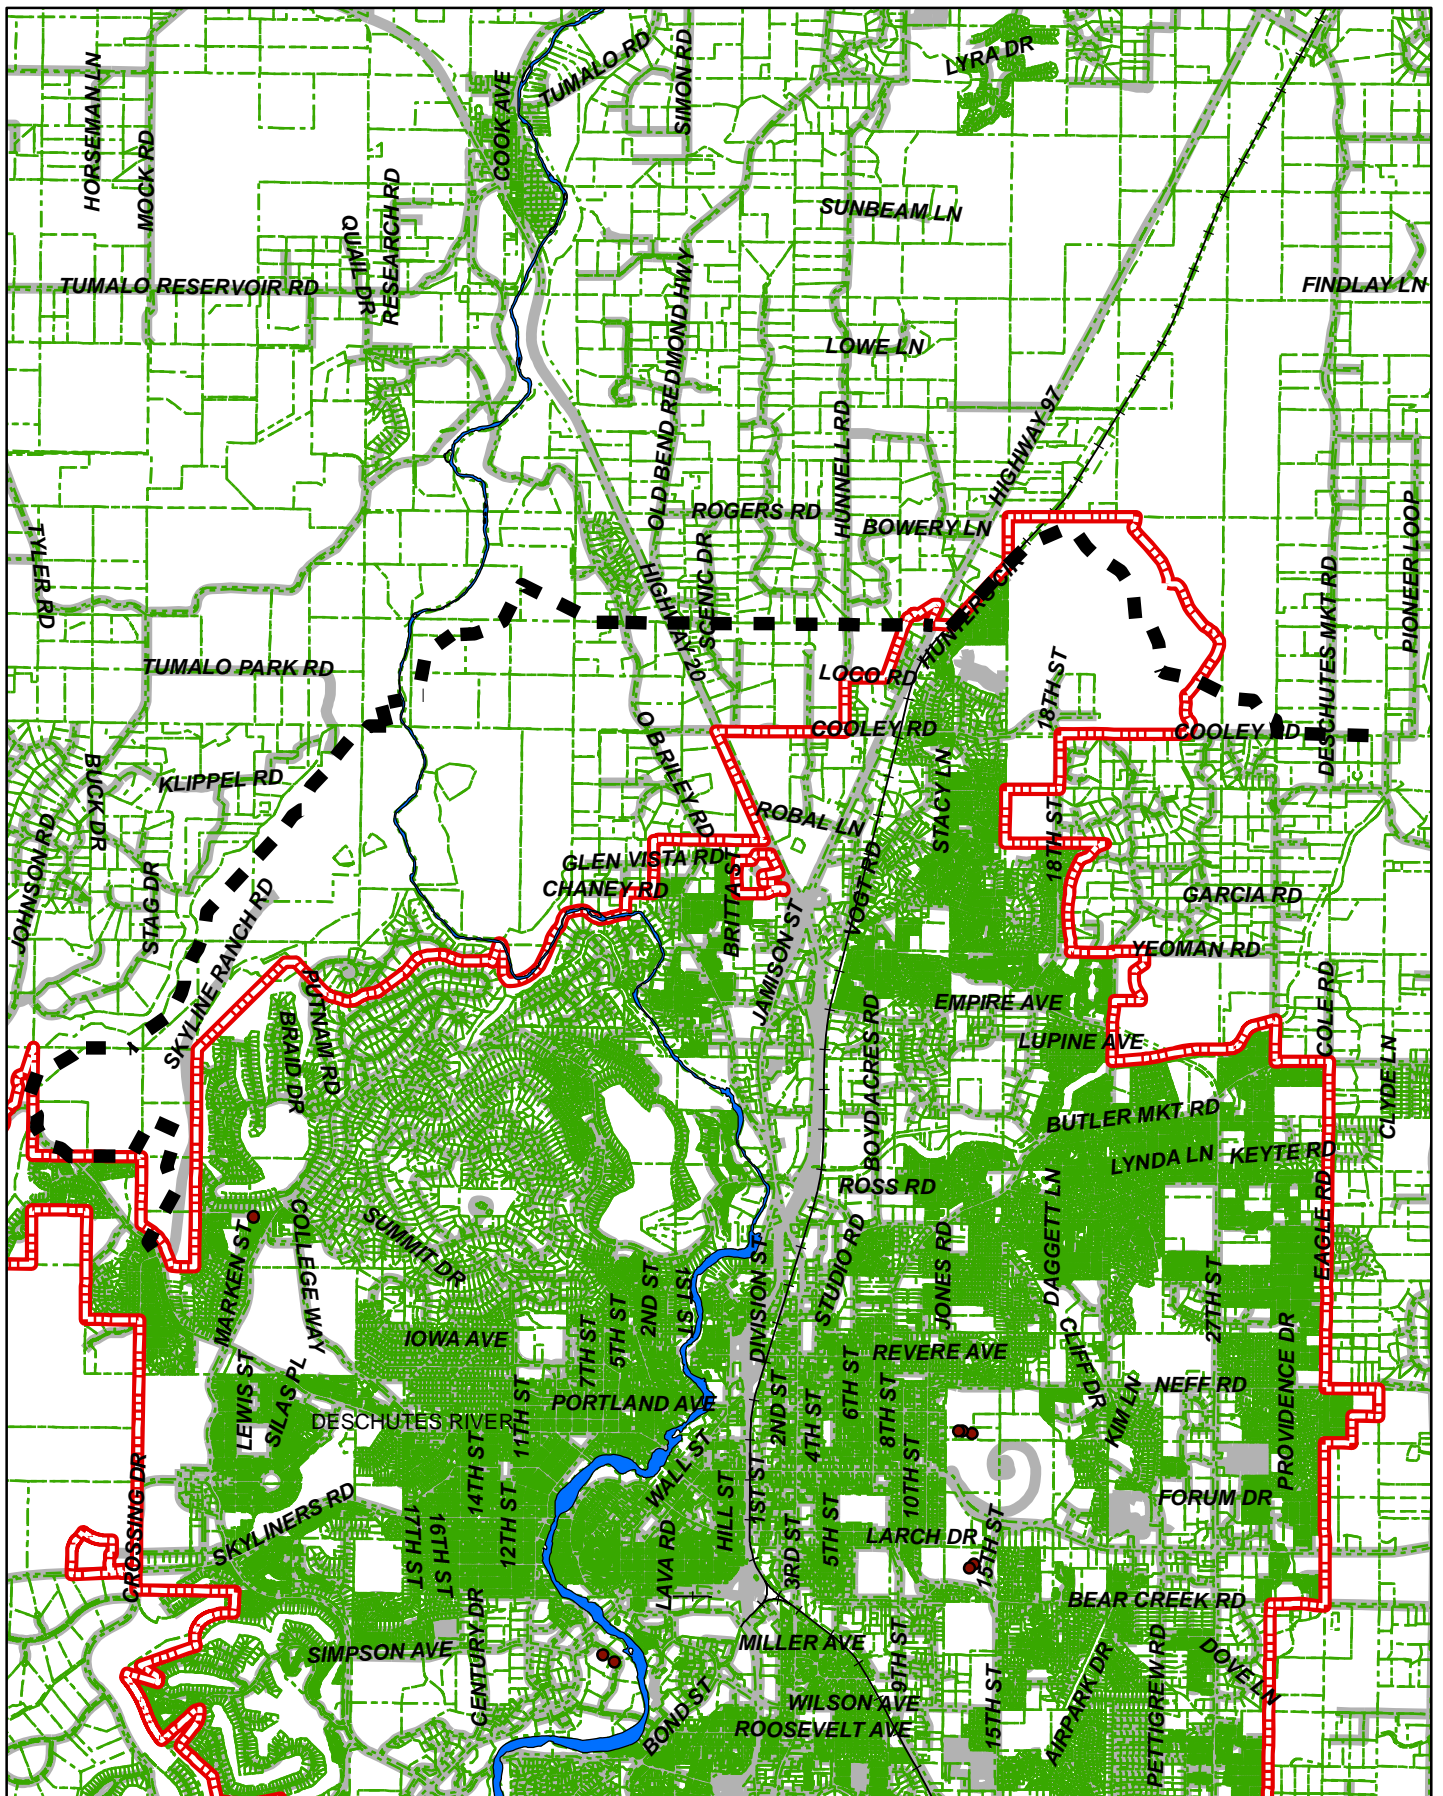 HORSEMAN LN
MOCK RD
COOK AVE
TUMALO RD
SIMON RD
LYRA DR
QUAIL DR
RESEARCH RD
SUNBEAM LN
TUMALO RESERVOIR RD
FINDLAY LN
OLD BEND REDMOND HWY
LOWE LN
HUNNELL RD
HIGHWAY 97
ROGERS RD
BOWERY LN
TYLER RD
HIGHWAY 20
SCENIC DR
HUNTERS CIR
DESCHUTES MKT RD
PIONEER LOOP
TUMALO PARK RD
LOCO RD
18TH ST
O B RILEY RD
COOLEY RD
COOLEY RD
BUCK DR
KLIPPEL RD
STACY LN
ROBAL LN
18TH ST
JOHNSON RD
STAG DR
GLEN VISTA RD
CHANEY RD
BRITTA ST
VOGT RD
GARCIA RD
SKYLINE RANCH RD
JAMISON ST
YEOMAN RD
PUTNAM RD
BRAID DR
EMPIRE AVE
COLE RD
BOYD ACRES RD
LUPINE AVE
CLYDE LN
BUTLER MKT RD
LYNDA LN
KEYTE RD
ROSS RD
MARKEN ST
COLLEGE WAY
SUMMIT DR
2ND ST
1ST ST
DIVISION ST
STUDIO RD
JONES RD
DAGGETT LN
27TH ST
EAGLE RD
IOWA AVE
7TH ST
5TH ST
REVERE AVE
CLIFF DR
PROVIDENCE DR
LEWIS ST
SILAS PL
11TH ST
PORTLAND AVE
2ND ST
4TH ST
6TH ST
8TH ST
KIM LN
NEFF RD
DESCHUTES RIVER
14TH ST
WALL ST
10TH ST
CROSSING DR
SKYLINERS RD
17TH ST
16TH ST
12TH ST
LAVA RD
HILL ST
1ST ST
3RD ST
5TH ST
LARCH DR
15TH ST
FORUM DR
BEAR CREEK RD
SIMPSON AVE
CENTURY DR
MILLER AVE
9TH ST
BOND ST
WILSON AVE
ROOSEVELT AVE
15TH ST
AIRPARK DR
PETTIGREW RD
DOVE LN